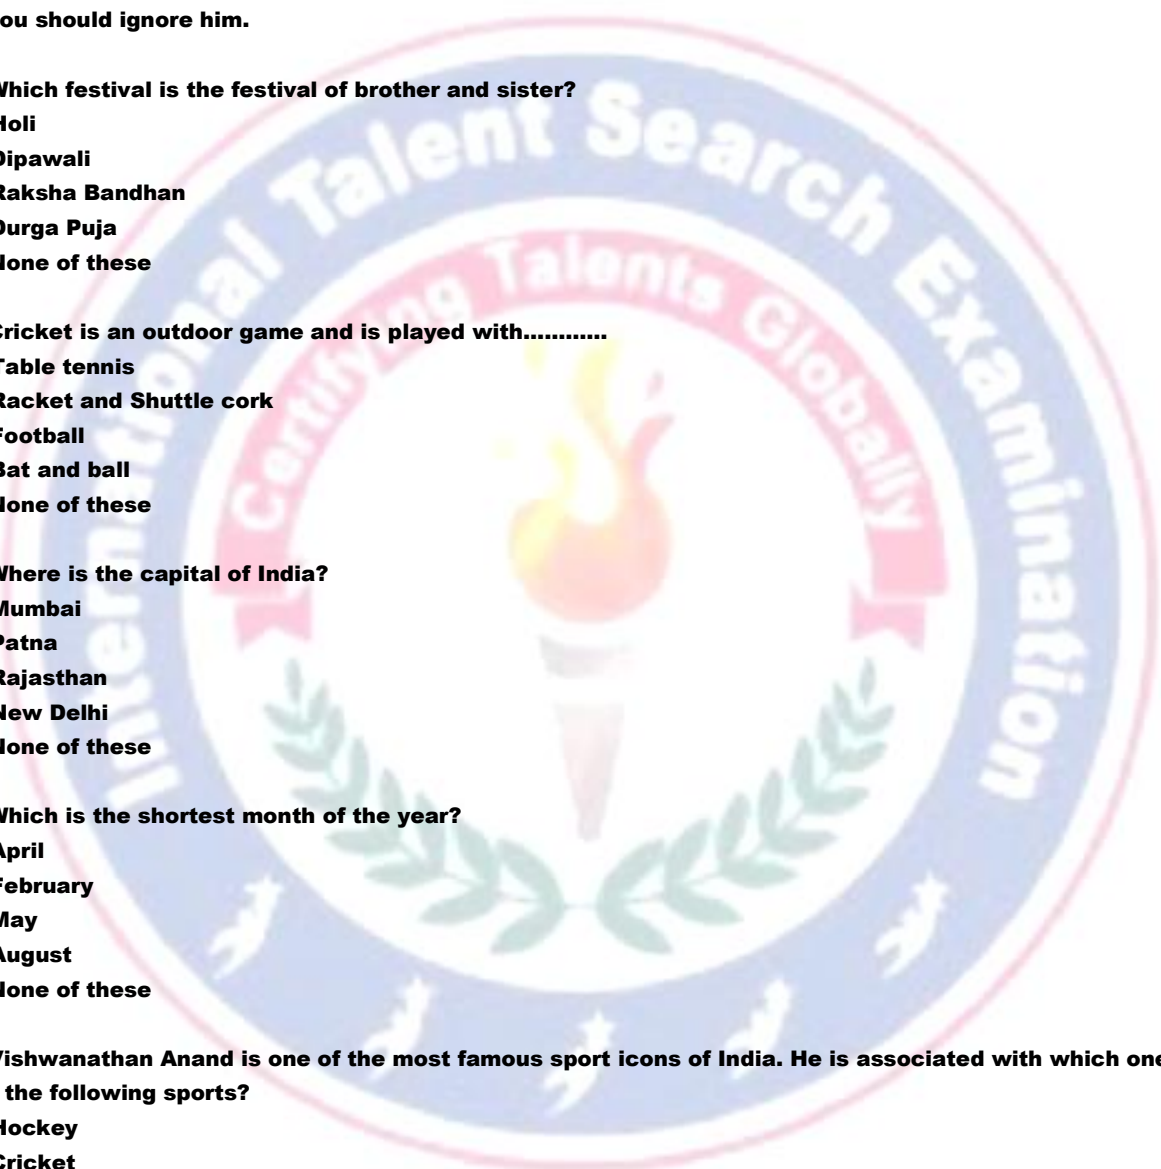 ou should ignore him.
Which festival is the festival of brother and sister?
Holi
Dipawali
Raksha Bandhan
Durga Puja
None of these
Cricket is an outdoor game and is played with............
Table tennis
Racket and Shuttle cork
Football
Bat and ball
None of these
Where is the capital of India?
Mumbai
Patna
Rajasthan
New Delhi
None of these
Which is the shortest month of the year?
April
February
May
August
None of these
Vishwanathan Anand is one of the most famous sport icons of India. He is associated with which one
the following sports?
Hockey
Cricket
International Talent Search Examination
Certifying Talents Globally